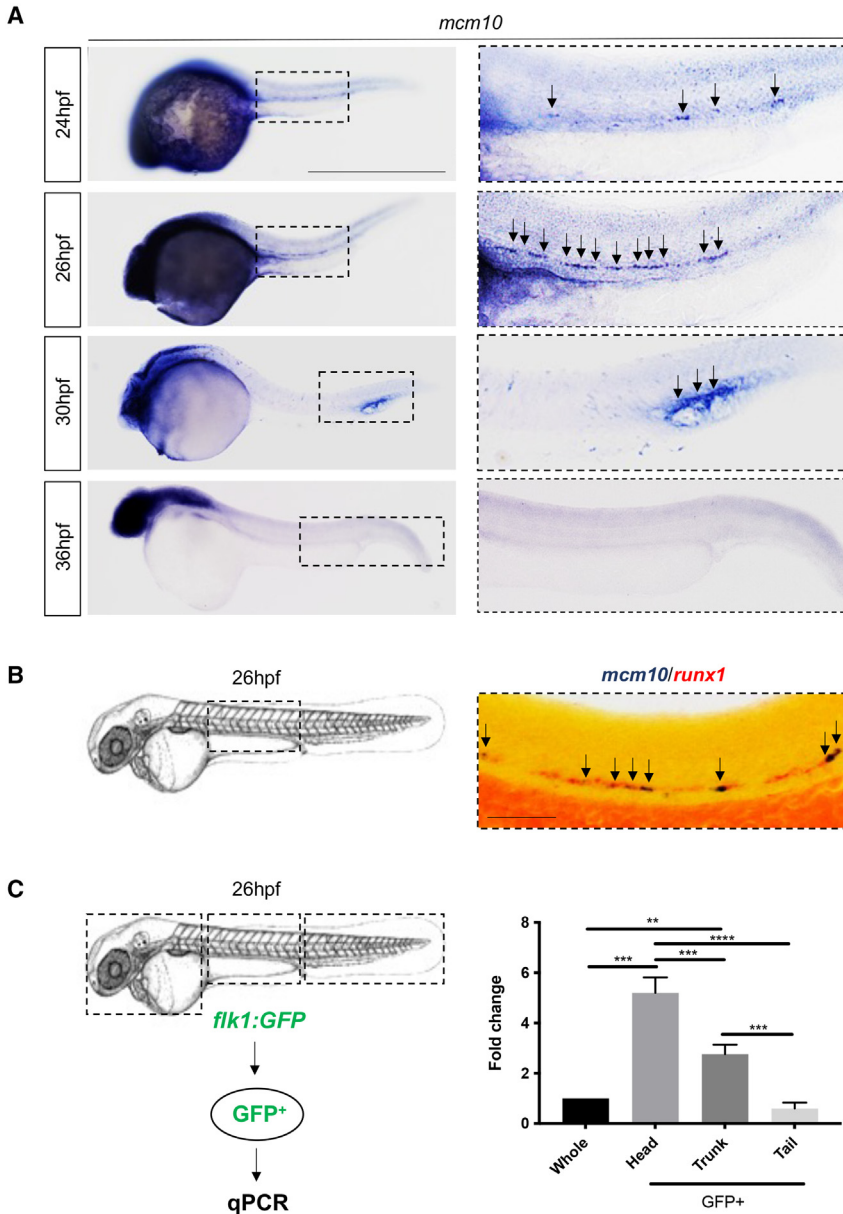 A
mcm10
24hpf
26hpf
30hpf
36hpf
B
26hpf
mcm10/runx1
C
26hpf
flk1:GFP
GFP+
qPCR
Fold change
8
6
4
2
0
**
****
***
***
***
Whole
Head
Trunk
Tail
GFP+